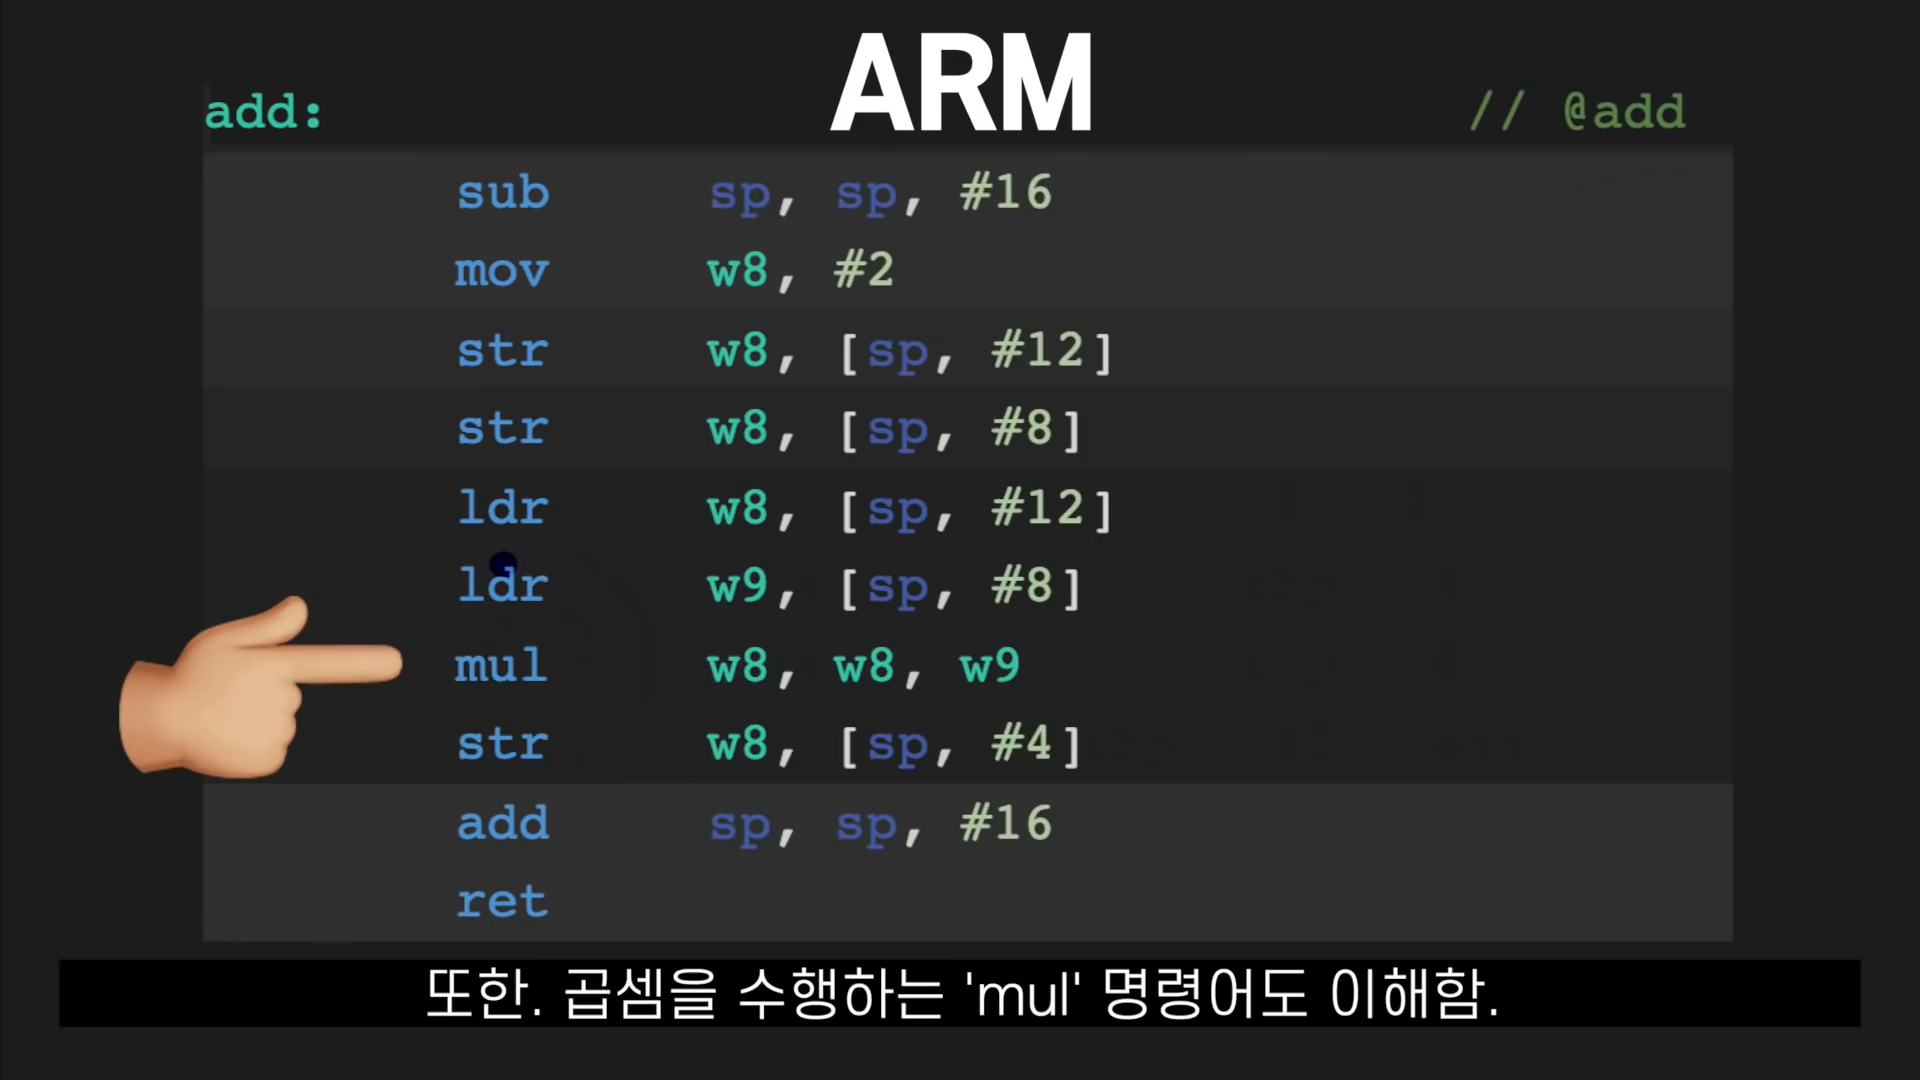 ARM
add: // @add
sub sp, sp, #16
mov w8, #2
str w8, [sp, #12]
str w8, [sp, #8]
ldr w8, [sp, #12]
ldr w9, [sp, #8]
mul w8, w8, w9
str w8, [sp, #4]
add sp, sp, #16
ret
또한. 곱셈을 수행하는 'mul' 명령어도 이해함.